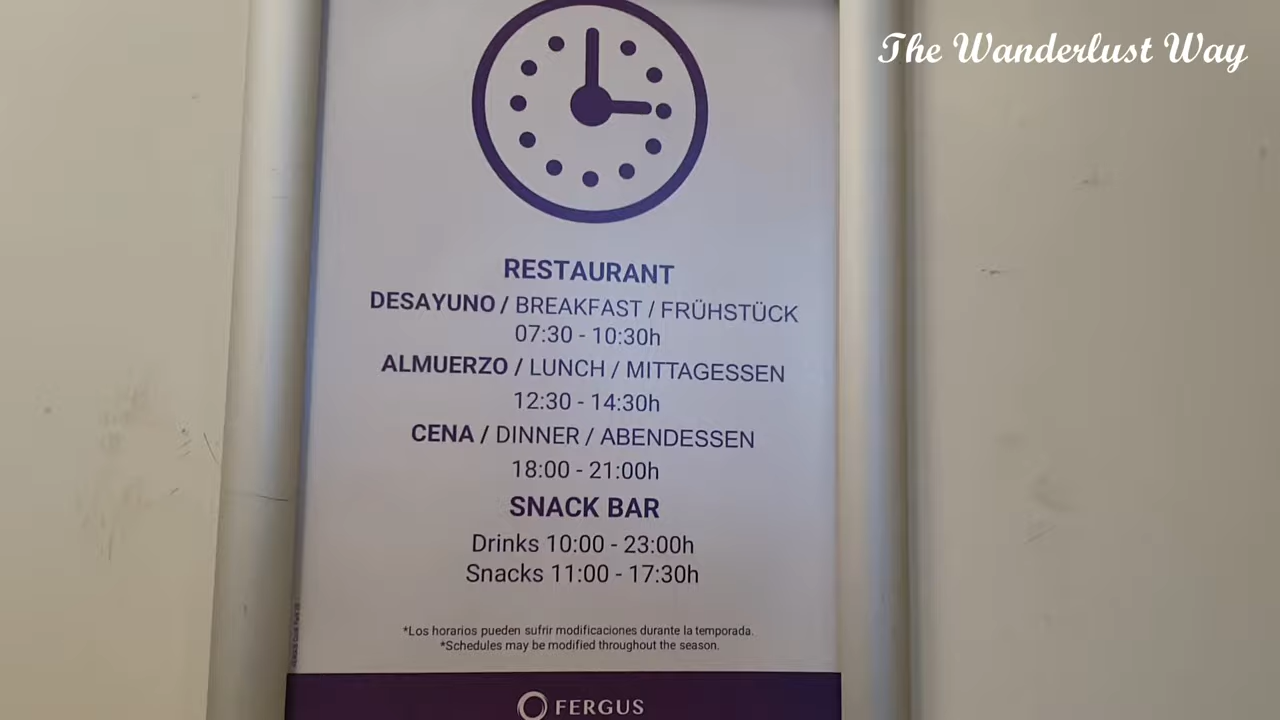 The Wanderlust Way
RESTAURANT
DESAYUNO / BREAKFAST / FRÜHSTÜCK
07:30 - 10:30h
ALMUERZO / LUNCH / MITTAGESSEN
12:30 - 14:30h
CENA / DINNER / ABENDESSEN
18:00 - 21:00h
SNACK BAR
Drinks 10:00 - 23:00h
Snacks 11:00 - 17:30h
*Los horarios pueden sufrir modificaciones durante la temporada.
*Schedules may be modified throughout the season.
FERGUS